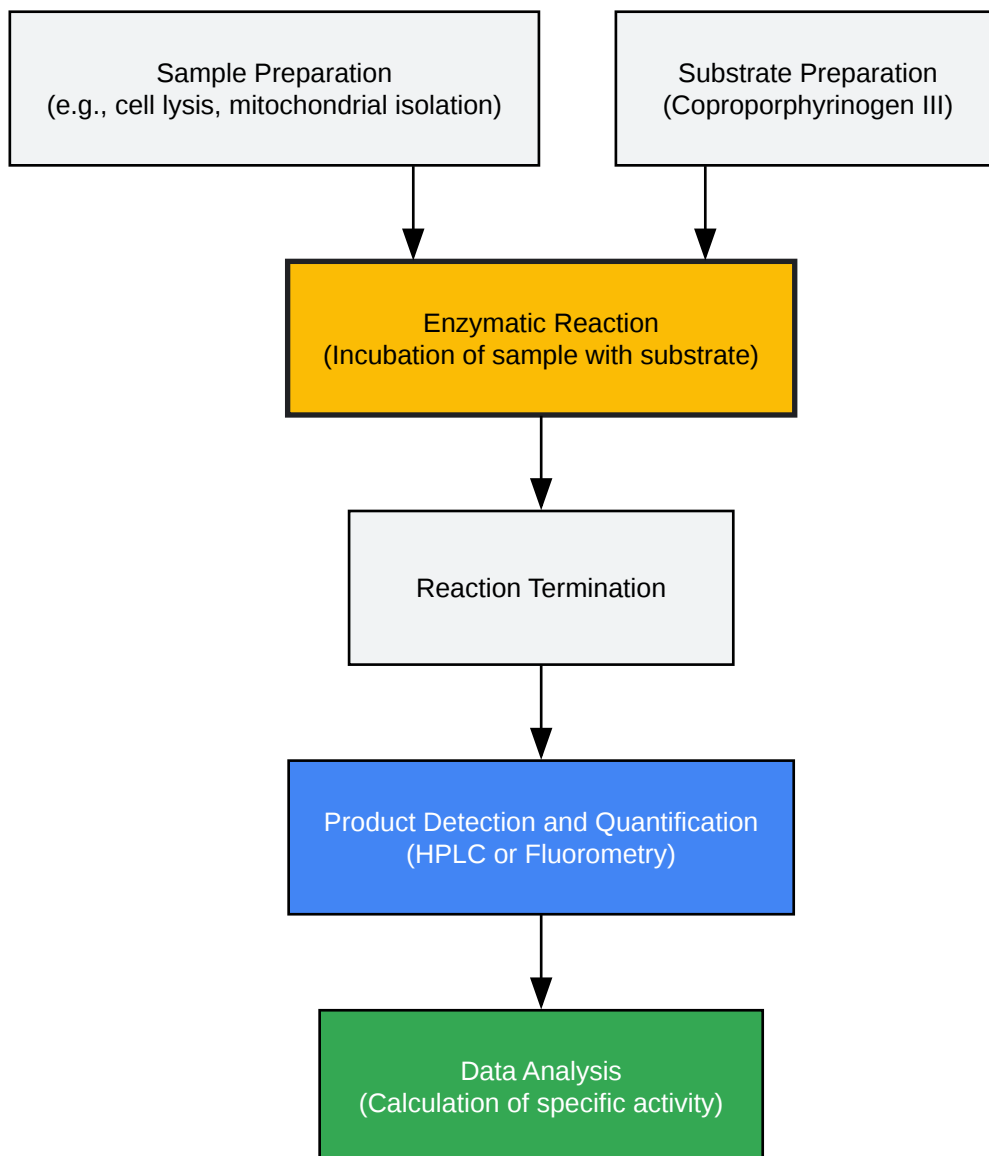 Sample Preparation
(e.g., cell lysis, mitochondrial isolation)
Substrate Preparation
(Coproporphyrinogen III)
Enzymatic Reaction
(Incubation of sample with substrate)
Reaction Termination
Product Detection and Quantification
(HPLC or Fluorometry)
Data Analysis
(Calculation of specific activity)